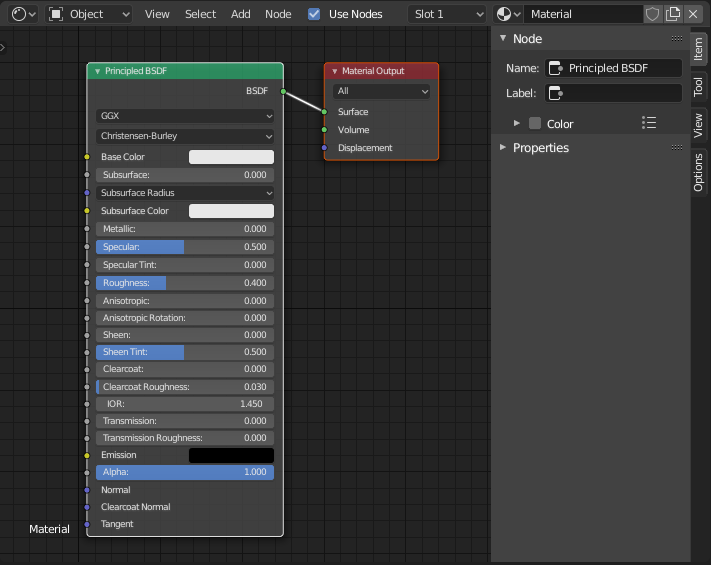 Object View Select Add Node Use Nodes Slot 1 Material
Principled BSDF
BSDF
GGX
Christensen-Burley
Base Color
Subsurface: 0.000
Subsurface Radius
Subsurface Color
Metallic: 0.000
Specular: 0.500
Specular Tint: 0.000
Roughness: 0.400
Anisotropic: 0.000
Anisotropic Rotation: 0.000
Sheen: 0.000
Sheen Tint: 0.500
Clearcoat: 0.000
Clearcoat Roughness: 0.030
IOR: 1.450
Transmission: 0.000
Transmission Roughness: 0.000
Emission
Alpha: 1.000
Normal
Clearcoat Normal
Tangent
Material
Material Output
All
Surface
Volume
Displacement
Node
Name: Principled BSDF
Label:
Color
Properties
Item
Tool
View
Options